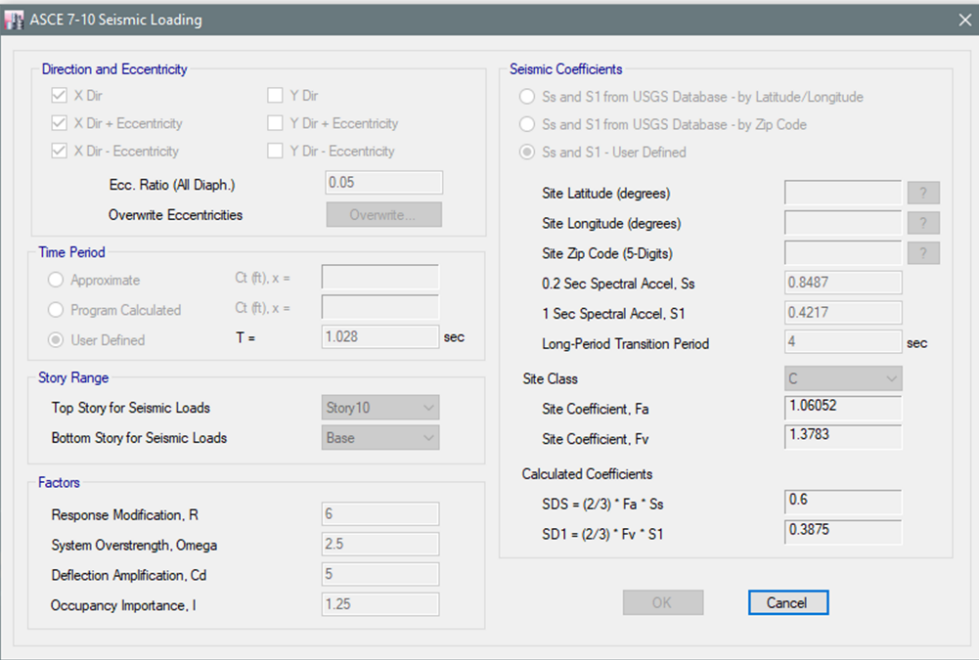 ASCE 7-10 Seismic Loading
Direction and Eccentricity
X Dir
Y Dir
X Dir + Eccentricity
Y Dir + Eccentricity
X Dir - Eccentricity
Y Dir - Eccentricity
Ecc. Ratio (All Diaph.)
0.05
Overwrite Eccentricities
Overwrite...
Time Period
Approximate
Ct (ft), x =
Program Calculated
Ct (ft), x =
User Defined
T =
1.028
sec
Story Range
Top Story for Seismic Loads
Story10
Bottom Story for Seismic Loads
Base
Factors
Response Modification, R
6
System Overstrength, Omega
2.5
Deflection Amplification, Cd
5
Occupancy Importance, I
1.25
Seismic Coefficients
Ss and S1 from USGS Database - by Latitude/Longitude
Ss and S1 from USGS Database - by Zip Code
Ss and S1 - User Defined
Site Latitude (degrees)
?
Site Longitude (degrees)
?
Site Zip Code (5-Digits)
?
0.2 Sec Spectral Accel, Ss
0.8487
1 Sec Spectral Accel, S1
0.4217
Long-Period Transition Period
4
sec
Site Class
C
Site Coefficient, Fa
1.06052
Site Coefficient, Fv
1.3783
Calculated Coefficients
SDS = (2/3) * Fa * Ss
0.6
SD1 = (2/3) * Fv * S1
0.3875
OK
Cancel